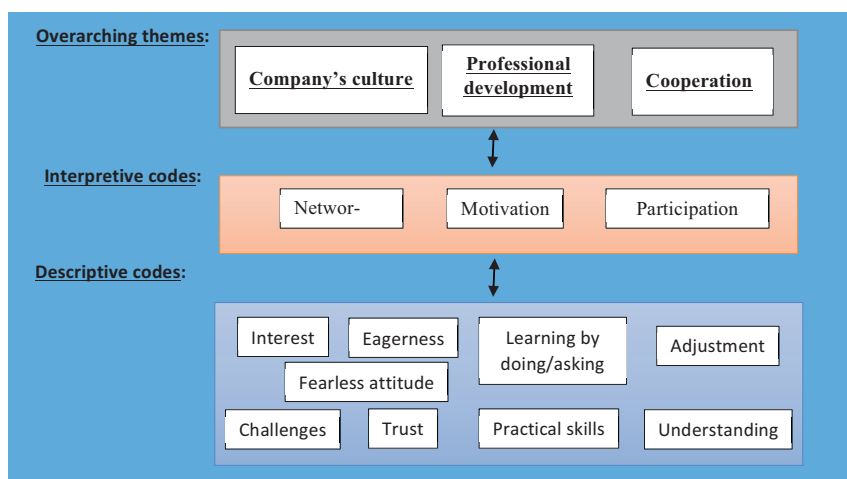 Overarching themes:
Company's culture
Professional
development
Cooperation
Interpretive codes:
Networ-
Motivation
Participation
Descriptive codes:
Interest
Eagerness
Learning by
doing/asking
Adjustment
Fearless attitude
Challenges
Trust
Practical skills
Understanding